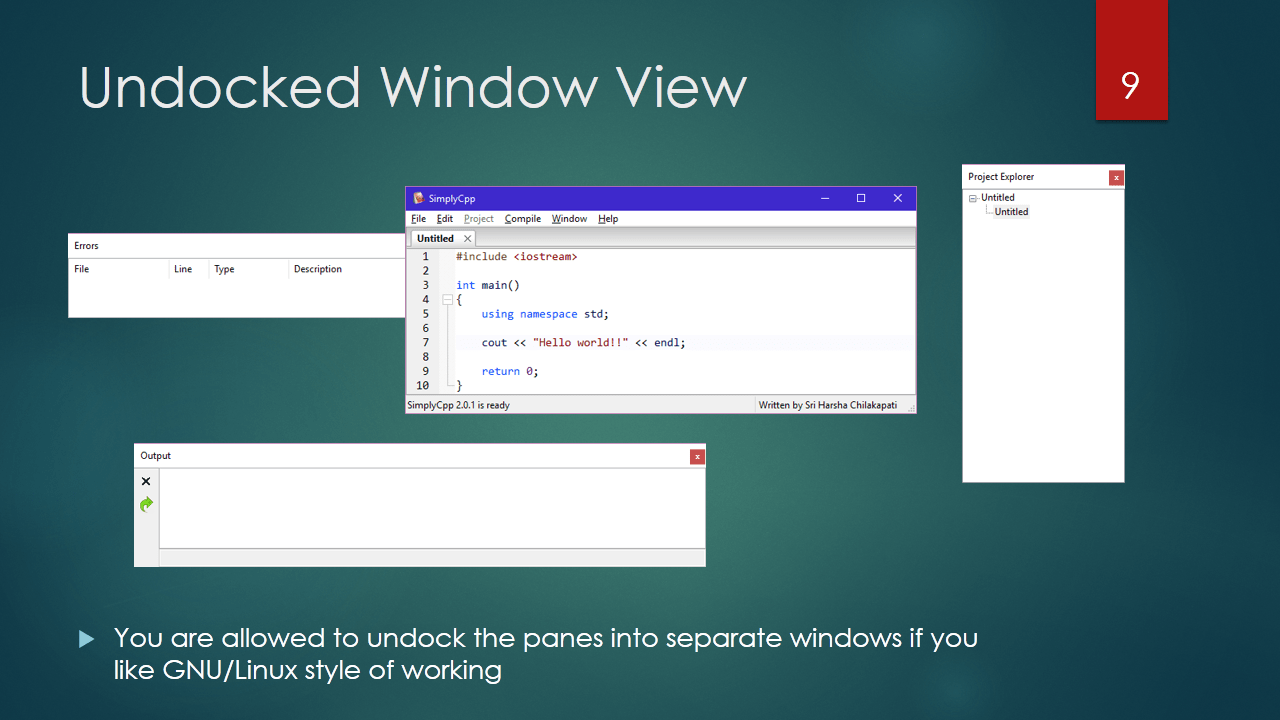 Undocked Window View
9
Errors
File Line Type Description
SimplyCpp
File Edit Project Compile Window Help
Untitled
1 #include <iostream>
2
3 int main()
4 {
5 using namespace std;
6
7 cout << "Hello world!!" << endl;
8
9 return 0;
10 }
SimplyCpp 2.0.1 is ready Written by Sri Harsha Chilakapati
Project Explorer
Untitled
Untitled
Output
You are allowed to undock the panes into separate windows if you
like GNU/Linux style of working